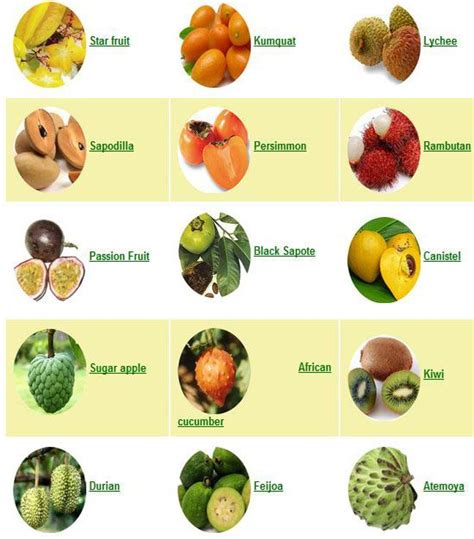 Star fruit
Kumquat
Lychee
Sapodilla
Persimmon
Rambutan
Passion Fruit
Black Sapote
Canistel
Sugar apple
African
cucumber
Kiwi
Durian
Feijoa
Atemoya